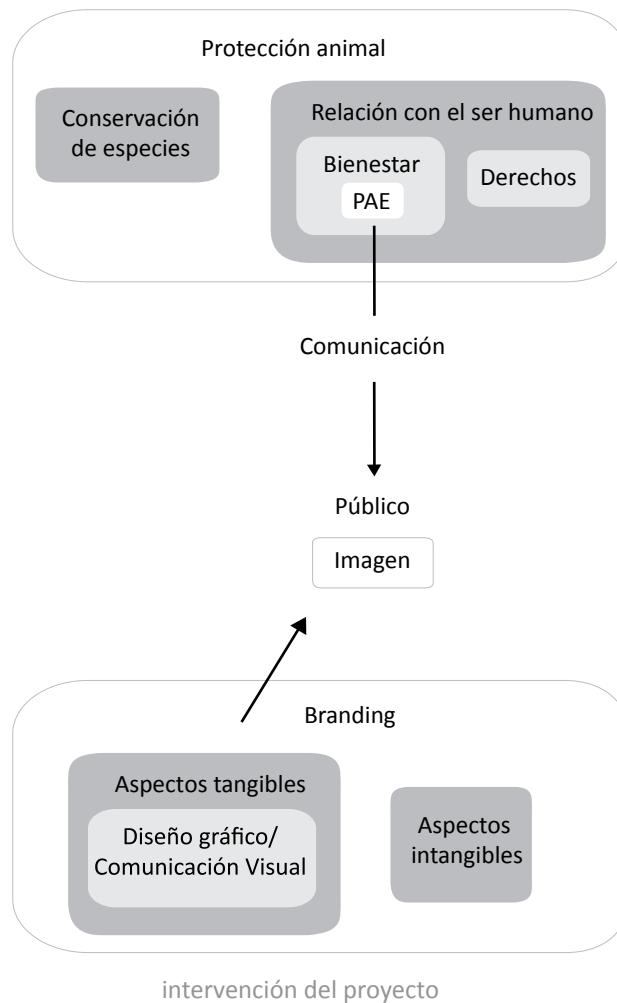 Protección animal
Conservación
de especies
Relación con el ser humano
Bienestar
PAE
Derechos
Comunicación
Público
Imagen
Branding
Aspectos tangibles
Diseño gráfico/
Comunicación Visual
Aspectos
intangibles
intervención del proyecto